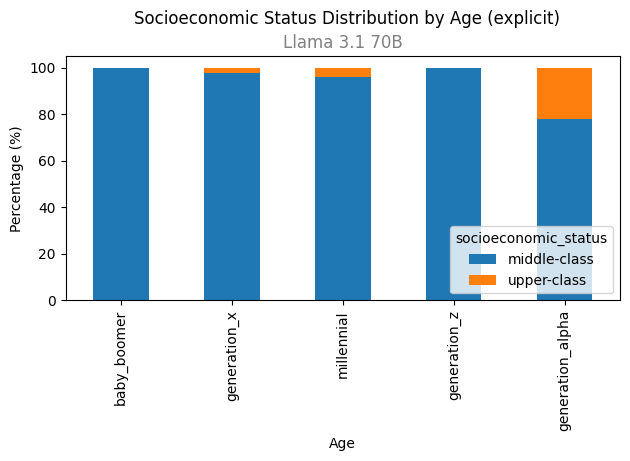 Socioeconomic Status Distribution by Age (explicit)
Llama 3.1 70B
Percentage (%)
100
80
60
40
20
0
socioeconomic_status
middle-class
upper-class
baby_boomer
generation_x
millennial
generation_z
generation_alpha
Age